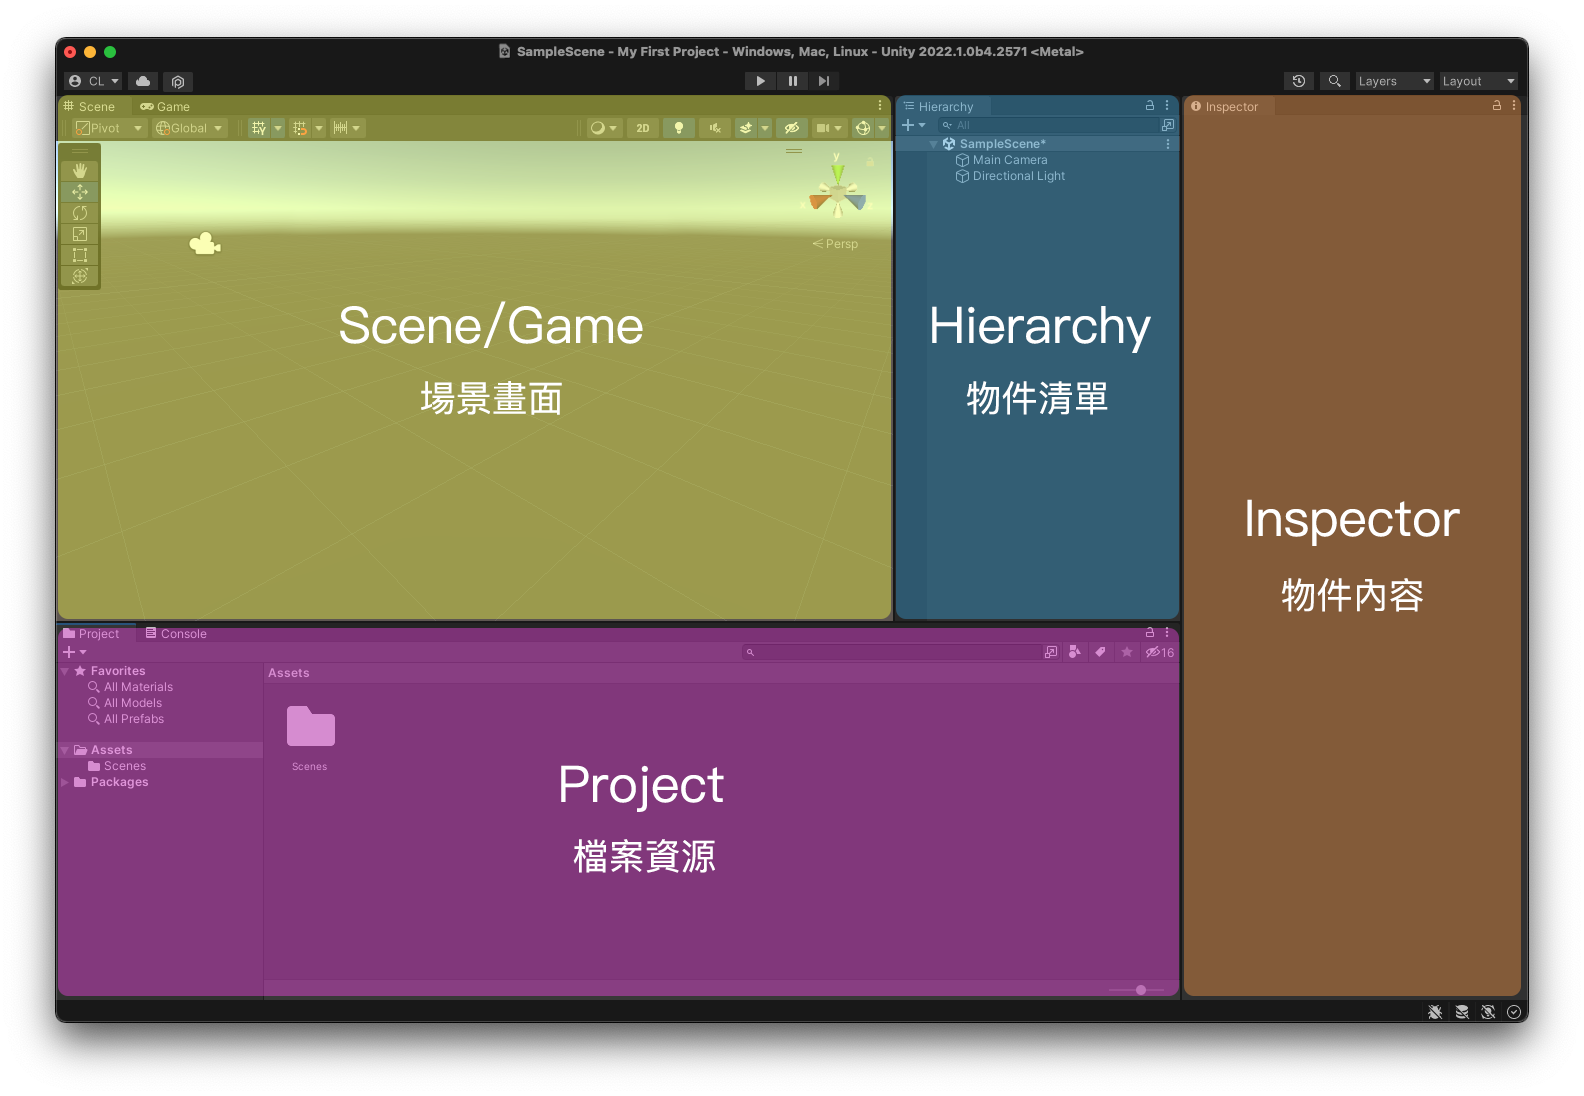 SampleScene - My First Project - Windows, Mac, Linux - Unity 2022.1.0b4.2571 <Metal>
CL
Layers
Layout
Scene
Game
Pivot
Global
2D
y
x
z
Persp
Scene/Game
場景畫面
Hierarchy
All
SampleScene*
Main Camera
Directional Light
Hierarchy
物件清單
Inspector
Inspector
物件內容
Project
Console
16
Favorites
All Materials
All Models
All Prefabs
Assets
Scenes
Packages
Assets
Scenes
Project
檔案資源